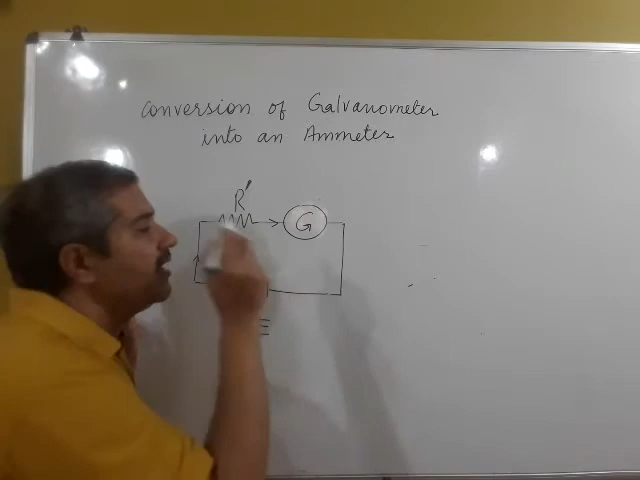 Conversion of Galvanometer
into an Ammeter
R'
G
E